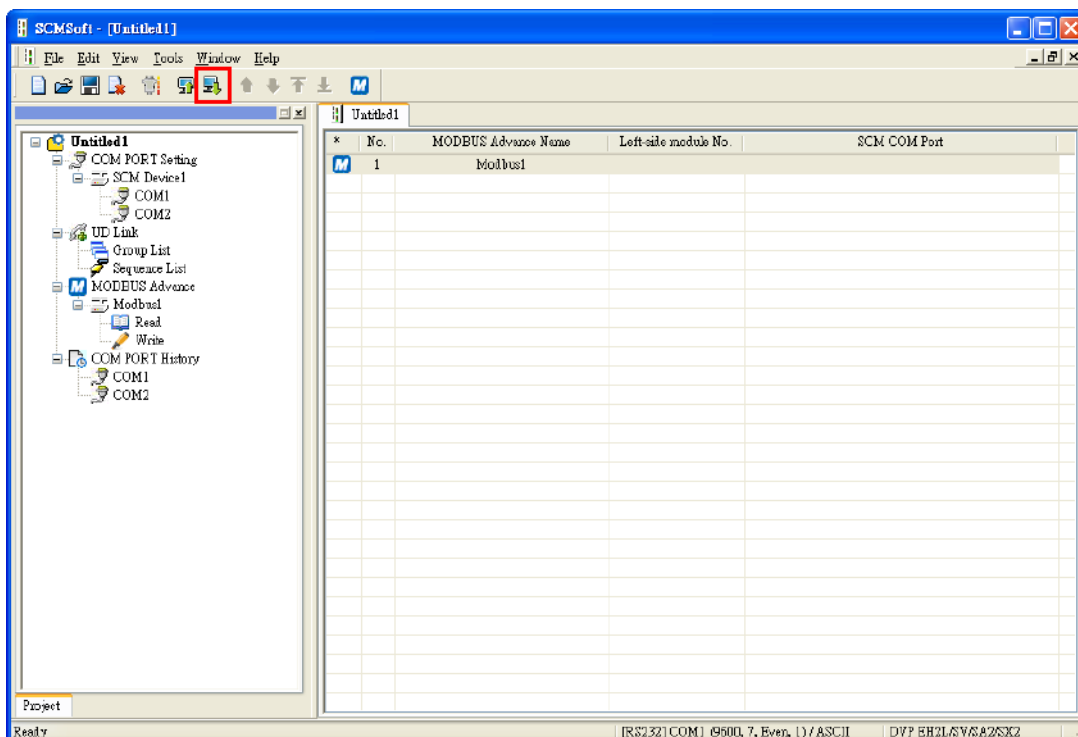 SCMSoft - [Untitled1]
File Edit View Tools Window Help
M
Untitled1
Untitled1
COM PORT Setting
SCM Device1
COM1
COM2
UD Link
Group List
Sequence List
M MODBUS Advance
Modbus1
Read
Write
COM PORT History
COM1
COM2
* No. MODBUS Advance Name Left-side module No. SCM COM Port
M 1 Modbus1
Project
Ready [RS232] COM1 (9600, 7, Even, 1) / ASCII DVP EH2L/SV/SA2/SX2